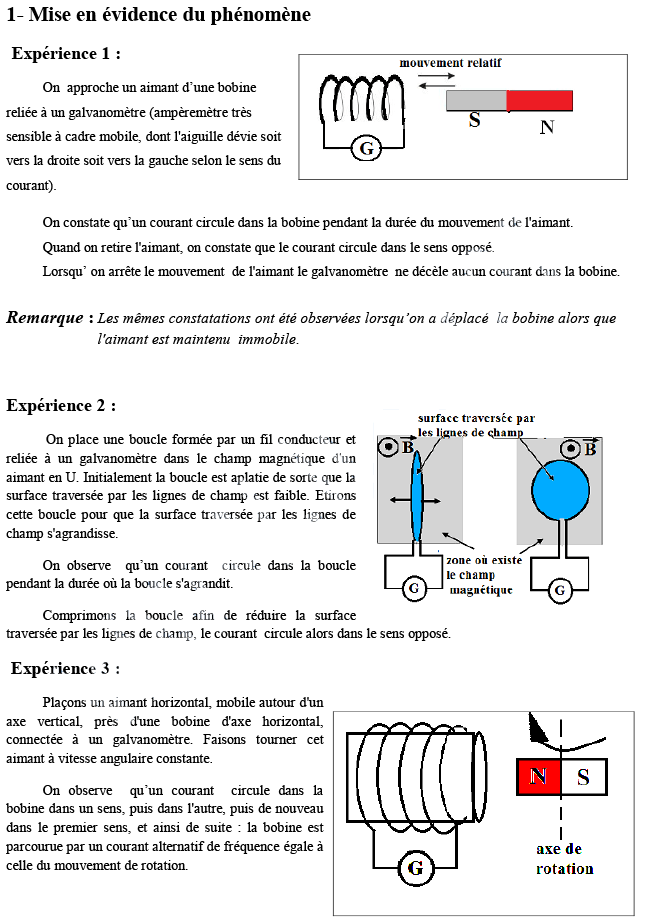 1- Mise en évidence du phénomène
Expérience 1 :
On approche un aimant d'une bobine
reliée à un galvanomètre (ampèremètre très
sensible à cadre mobile, dont l'aiguille dévie soit
vers la droite soit vers la gauche selon le sens du
courant).
mouvement relatif
S
N
G
On constate qu'un courant circule dans la bobine pendant la durée du mouvement de l'aimant.
Quand on retire l'aimant, on constate que le courant circule dans le sens opposé.
Lorsqu' on arrête le mouvement de l'aimant le galvanomètre ne décèle aucun courant dans la bobine.
Remarque : Les mêmes constatations ont été observées lorsqu'on a déplacé la bobine alors que
l'aimant est maintenu immobile.
Expérience 2 :
On place une boucle formée par un fil conducteur et
reliée à un galvanomètre dans le champ magnétique d'un
aimant en U. Initialement la boucle est aplatie de sorte que la
surface traversée par les lignes de champ est faible. Etirons
cette boucle pour que la surface traversée par les lignes de
champ s'agrandisse.
On observe qu'un courant circule dans la boucle
pendant la durée où la boucle s'agrandit.
Comprimons la boucle afin de réduire la surface
traversée par les lignes de champ, le courant circule alors dans le sens opposé.
surface traversée par
les lignes de champ
B
B
zone où existe
le champ
magnétique
G
G
Expérience 3 :
Plaçons un aimant horizontal, mobile autour d'un
axe vertical, près d'une bobine d'axe horizontal,
connectée à un galvanomètre. Faisons tourner cet
aimant à vitesse angulaire constante.
On observe qu'un courant circule dans la
bobine dans un sens, puis dans l'autre, puis de nouveau
dans le premier sens, et ainsi de suite : la bobine est
parcourue par un courant alternatif de fréquence égale à
celle du mouvement de rotation.
N
S
G
axe de
rotation